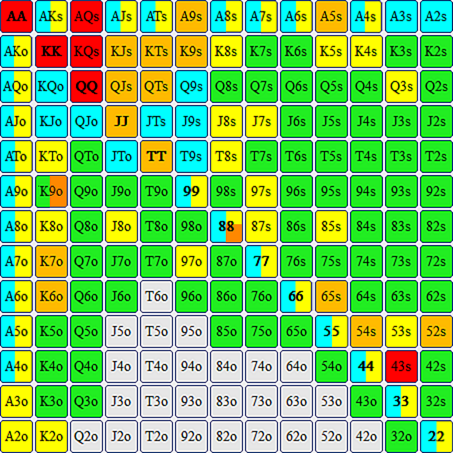 AA AKs AQs AJs ATs A9s A8s A7s A6s A5s A4s A3s A2s
AKo KK KQs KJs KTs K9s K8s K7s K6s K5s K4s K3s K2s
AQo KQo QQ QJs QTs Q9s Q8s Q7s Q6s Q5s Q4s Q3s Q2s
AJo KJo QJo JJ JTs J9s J8s J7s J6s J5s J4s J3s J2s
ATo KTo QTo JTo TT T9s T8s T7s T6s T5s T4s T3s T2s
A9o K9o Q9o J9o T9o 99 98s 97s 96s 95s 94s 93s 92s
A8o K8o Q8o J8o T8o 98o 88 87s 86s 85s 84s 83s 82s
A7o K7o Q7o J7o T7o 97o 87o 77 76s 75s 74s 73s 72s
A6o K6o Q6o J6o T6o 96o 86o 76o 66 65s 64s 63s 62s
A5o K5o Q5o J5o T5o 95o 85o 75o 65o 55 54s 53s 52s
A4o K4o Q4o J4o T4o 94o 84o 74o 64o 54o 44 43s 42s
A3o K3o Q3o J3o T3o 93o 83o 73o 63o 53o 43o 33 32s
A2o K2o Q2o J2o T2o 92o 82o 72o 62o 52o 42o 32o 22